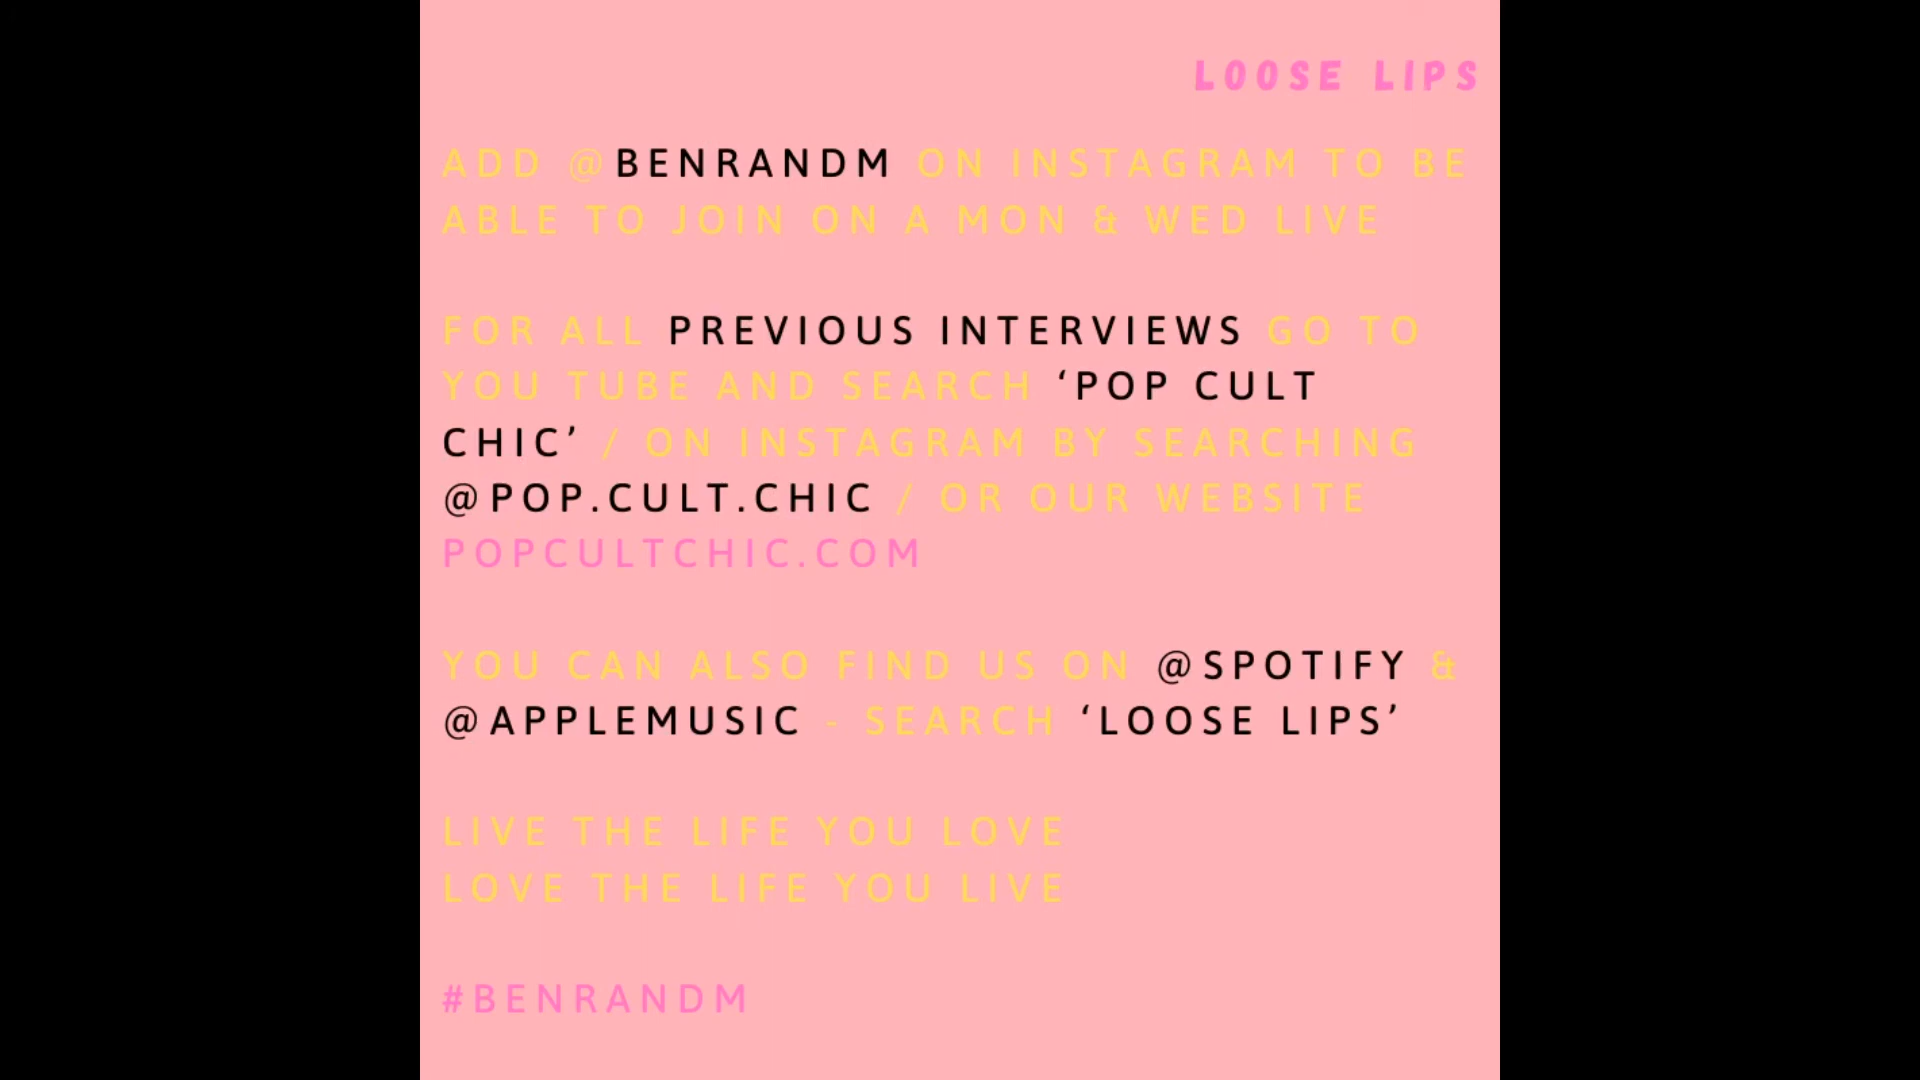 LOOSE LIPS
ADD @BENRANDM ON INSTAGRAM TO BE
ABLE TO JOIN ON A MON & WED LIVE
FOR ALL PREVIOUS INTERVIEWS GO TO
YOU TUBE AND SEARCH ‘POP CULT
CHIC’ / ON INSTAGRAM BY SEARCHING
@POP.CULT.CHIC / OR OUR WEBSITE
POPCULTCHIC.COM
YOU CAN ALSO FIND US ON @SPOTIFY &
@APPLEMUSIC - SEARCH ‘LOOSE LIPS’
LIVE THE LIFE YOU LOVE
LOVE THE LIFE YOU LIVE
#BENRANDM